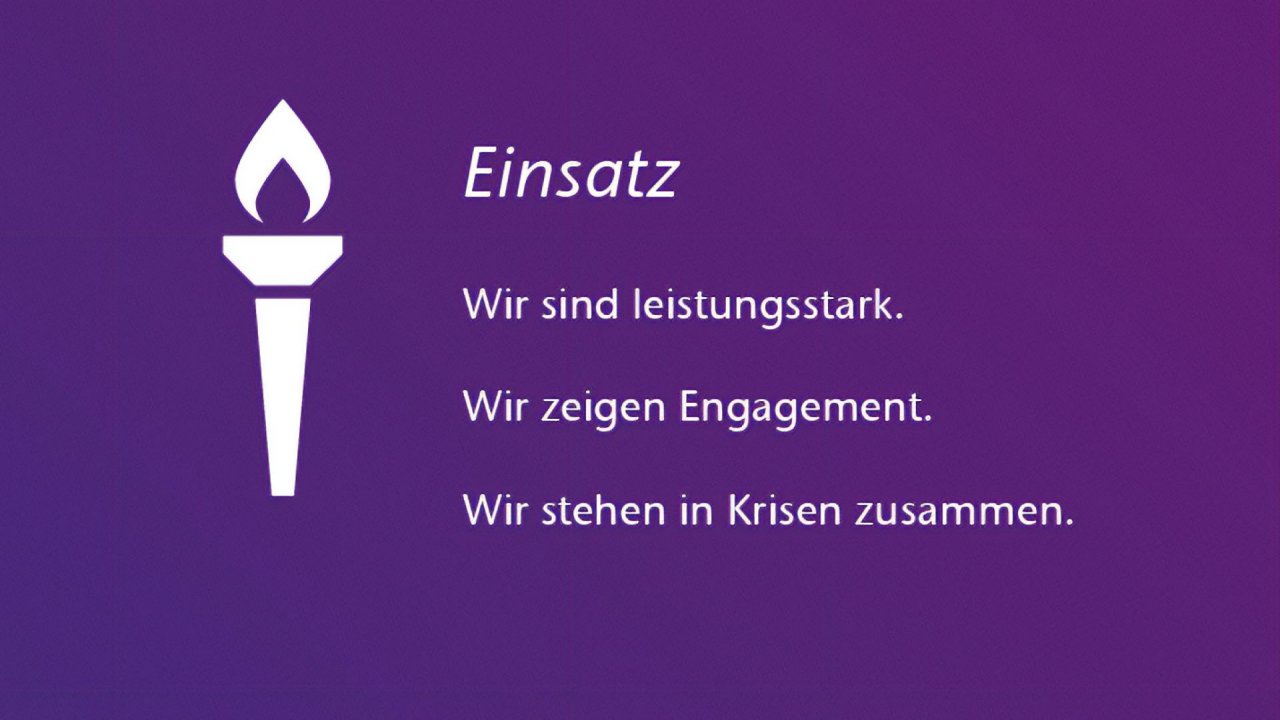 Einsatz
Wir sind leistungsstark.
Wir zeigen Engagement.
Wir stehen in Krisen zusammen.